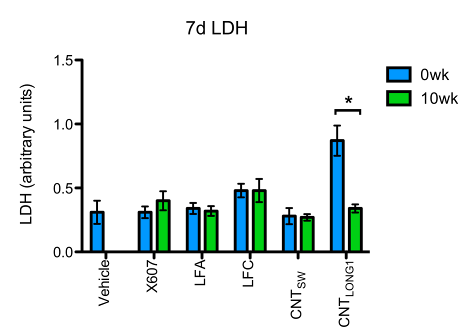 7d LDH
LDH (arbitrary units)
1.5
1.0
0.5
0.0
0wk
10wk
*
Vehicle
X607
LFA
LFC
CNTSW
CNTLONG1